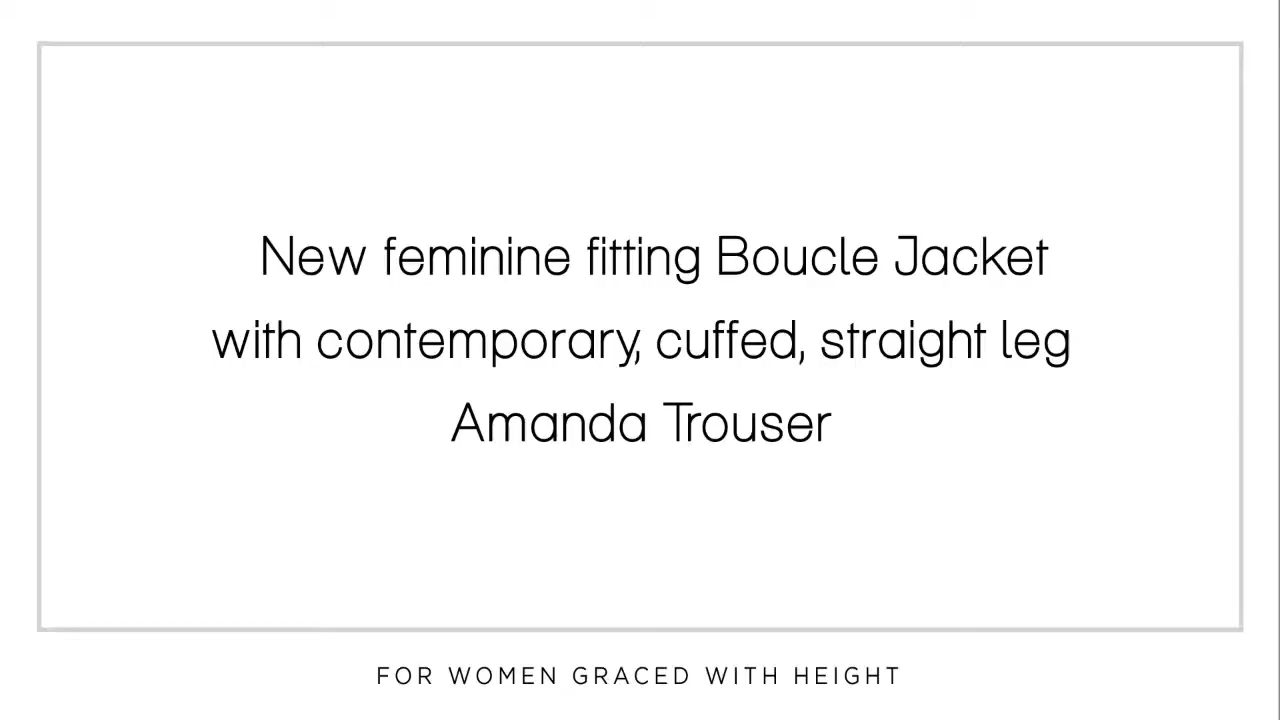 New feminine fitting Boucle Jacket
with contemporary, cuffed, straight leg
Amanda Trouser
FOR WOMEN GRACED WITH HEIGHT